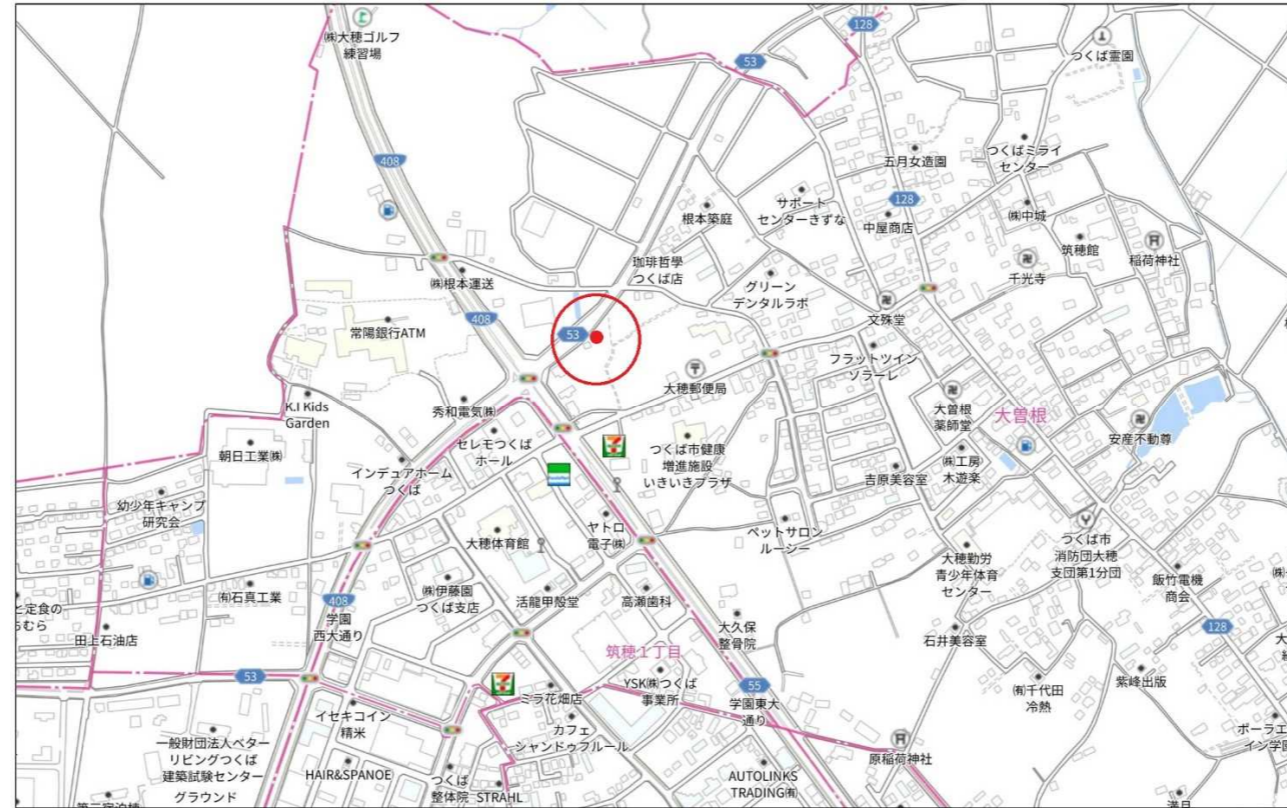 ㈱大穂ゴルフ
練習場
53
128
つくば霊園
408
五月女造園
つくばミライ
センター
128
根本築庭
サポート
センターきずな
中屋商店
㈱中城
筑穂館
稲荷神社
珈琲哲學
つくば店
千光寺
㈱根本運送
グリーン
デンタルラボ
文殊堂
408
常陽銀行ATM
53
フラットツイン
ソラーレ
大穂郵便局
K.I Kids
Garden
秀和電気㈱
大曽根
薬師堂
大曽根
セレモつくば
ホール
安産不動尊
朝日工業㈱
インデュアホーム
つくば
つくば市健康
増進施設
いきいきプラザ
㈲工房
木遊楽
吉原美容室
幼少年キャンプ
研究会
大穂体育館
ヤトロ
電子㈱
ペットサロン
ルーシー
つくば市
消防団大穂
支団第1分団
大穂勤労
青少年体育
センター
飯竹電機
商会
㈲石真工業
408
学園
西大通り
㈱伊藤園
つくば支店
活龍甲殻堂
高瀬歯科
と定食の
田上石油店
大久保
整骨院
石井美容室
128
筑穂1丁目
53
YSK㈱つくば
事業所
55
学園東大
通り
㈲千代田
冷熱
紫峰出版
ミラ花畑店
イセキコイン
精米
カフェ
シャンドゥフルール
一般財団法人ベター
リビングつくば
建築試験センター
原稲荷神社
ボーラエ
イン学園
HAIR&SPANOE
つくば
整体院
STRAHL
AUTOLINKS
TRADING㈲
グラウンド